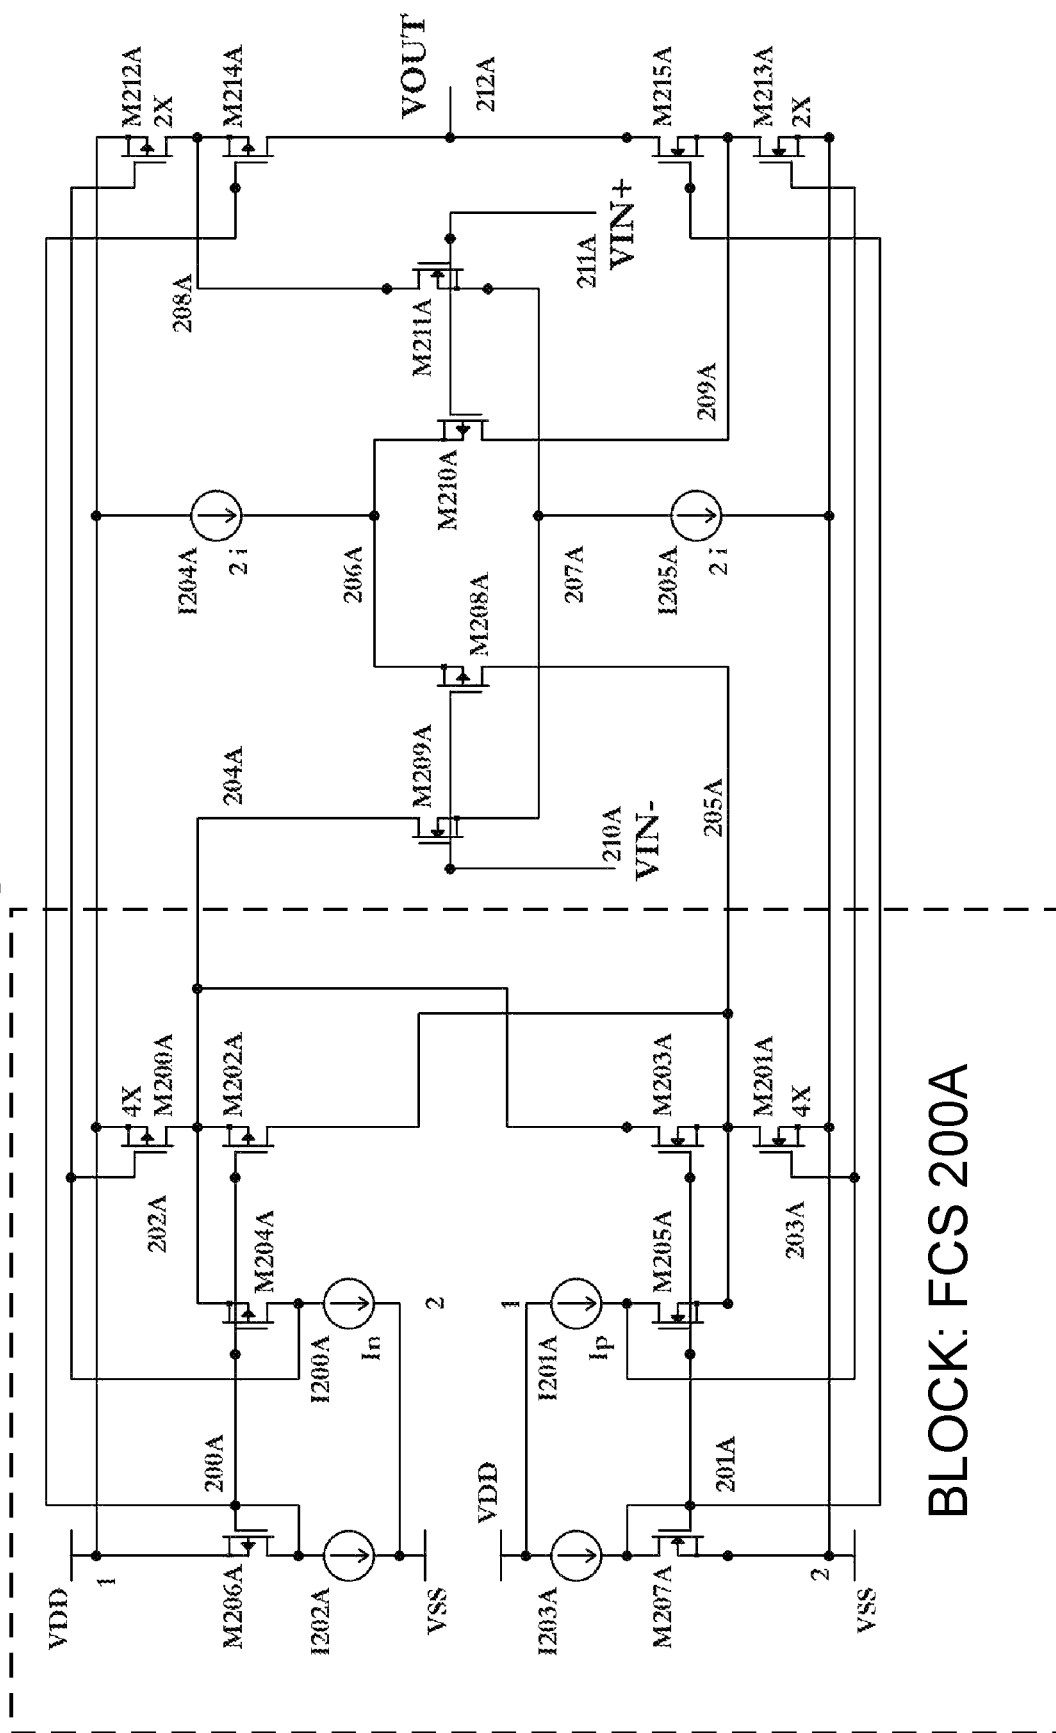 VDD
1
M206A
I202A
VSS
200A
I200A
In
2
M204A
202A
4X
M200A
M202A
204A
M209A
M208A
206A
I204A
2 i
M210A
M211A
208A
M212A
2X
M214A
VOUT
212A
VDD
I203A
M207A
2
VSS
201A
1
I201A
Ip
M205A
203A
M203A
M201A
4X
205A
210A
VIN-
207A
I205A
2 i
209A
211A
VIN+
M215A
M213A
2X
BLOCK: FCS 200A